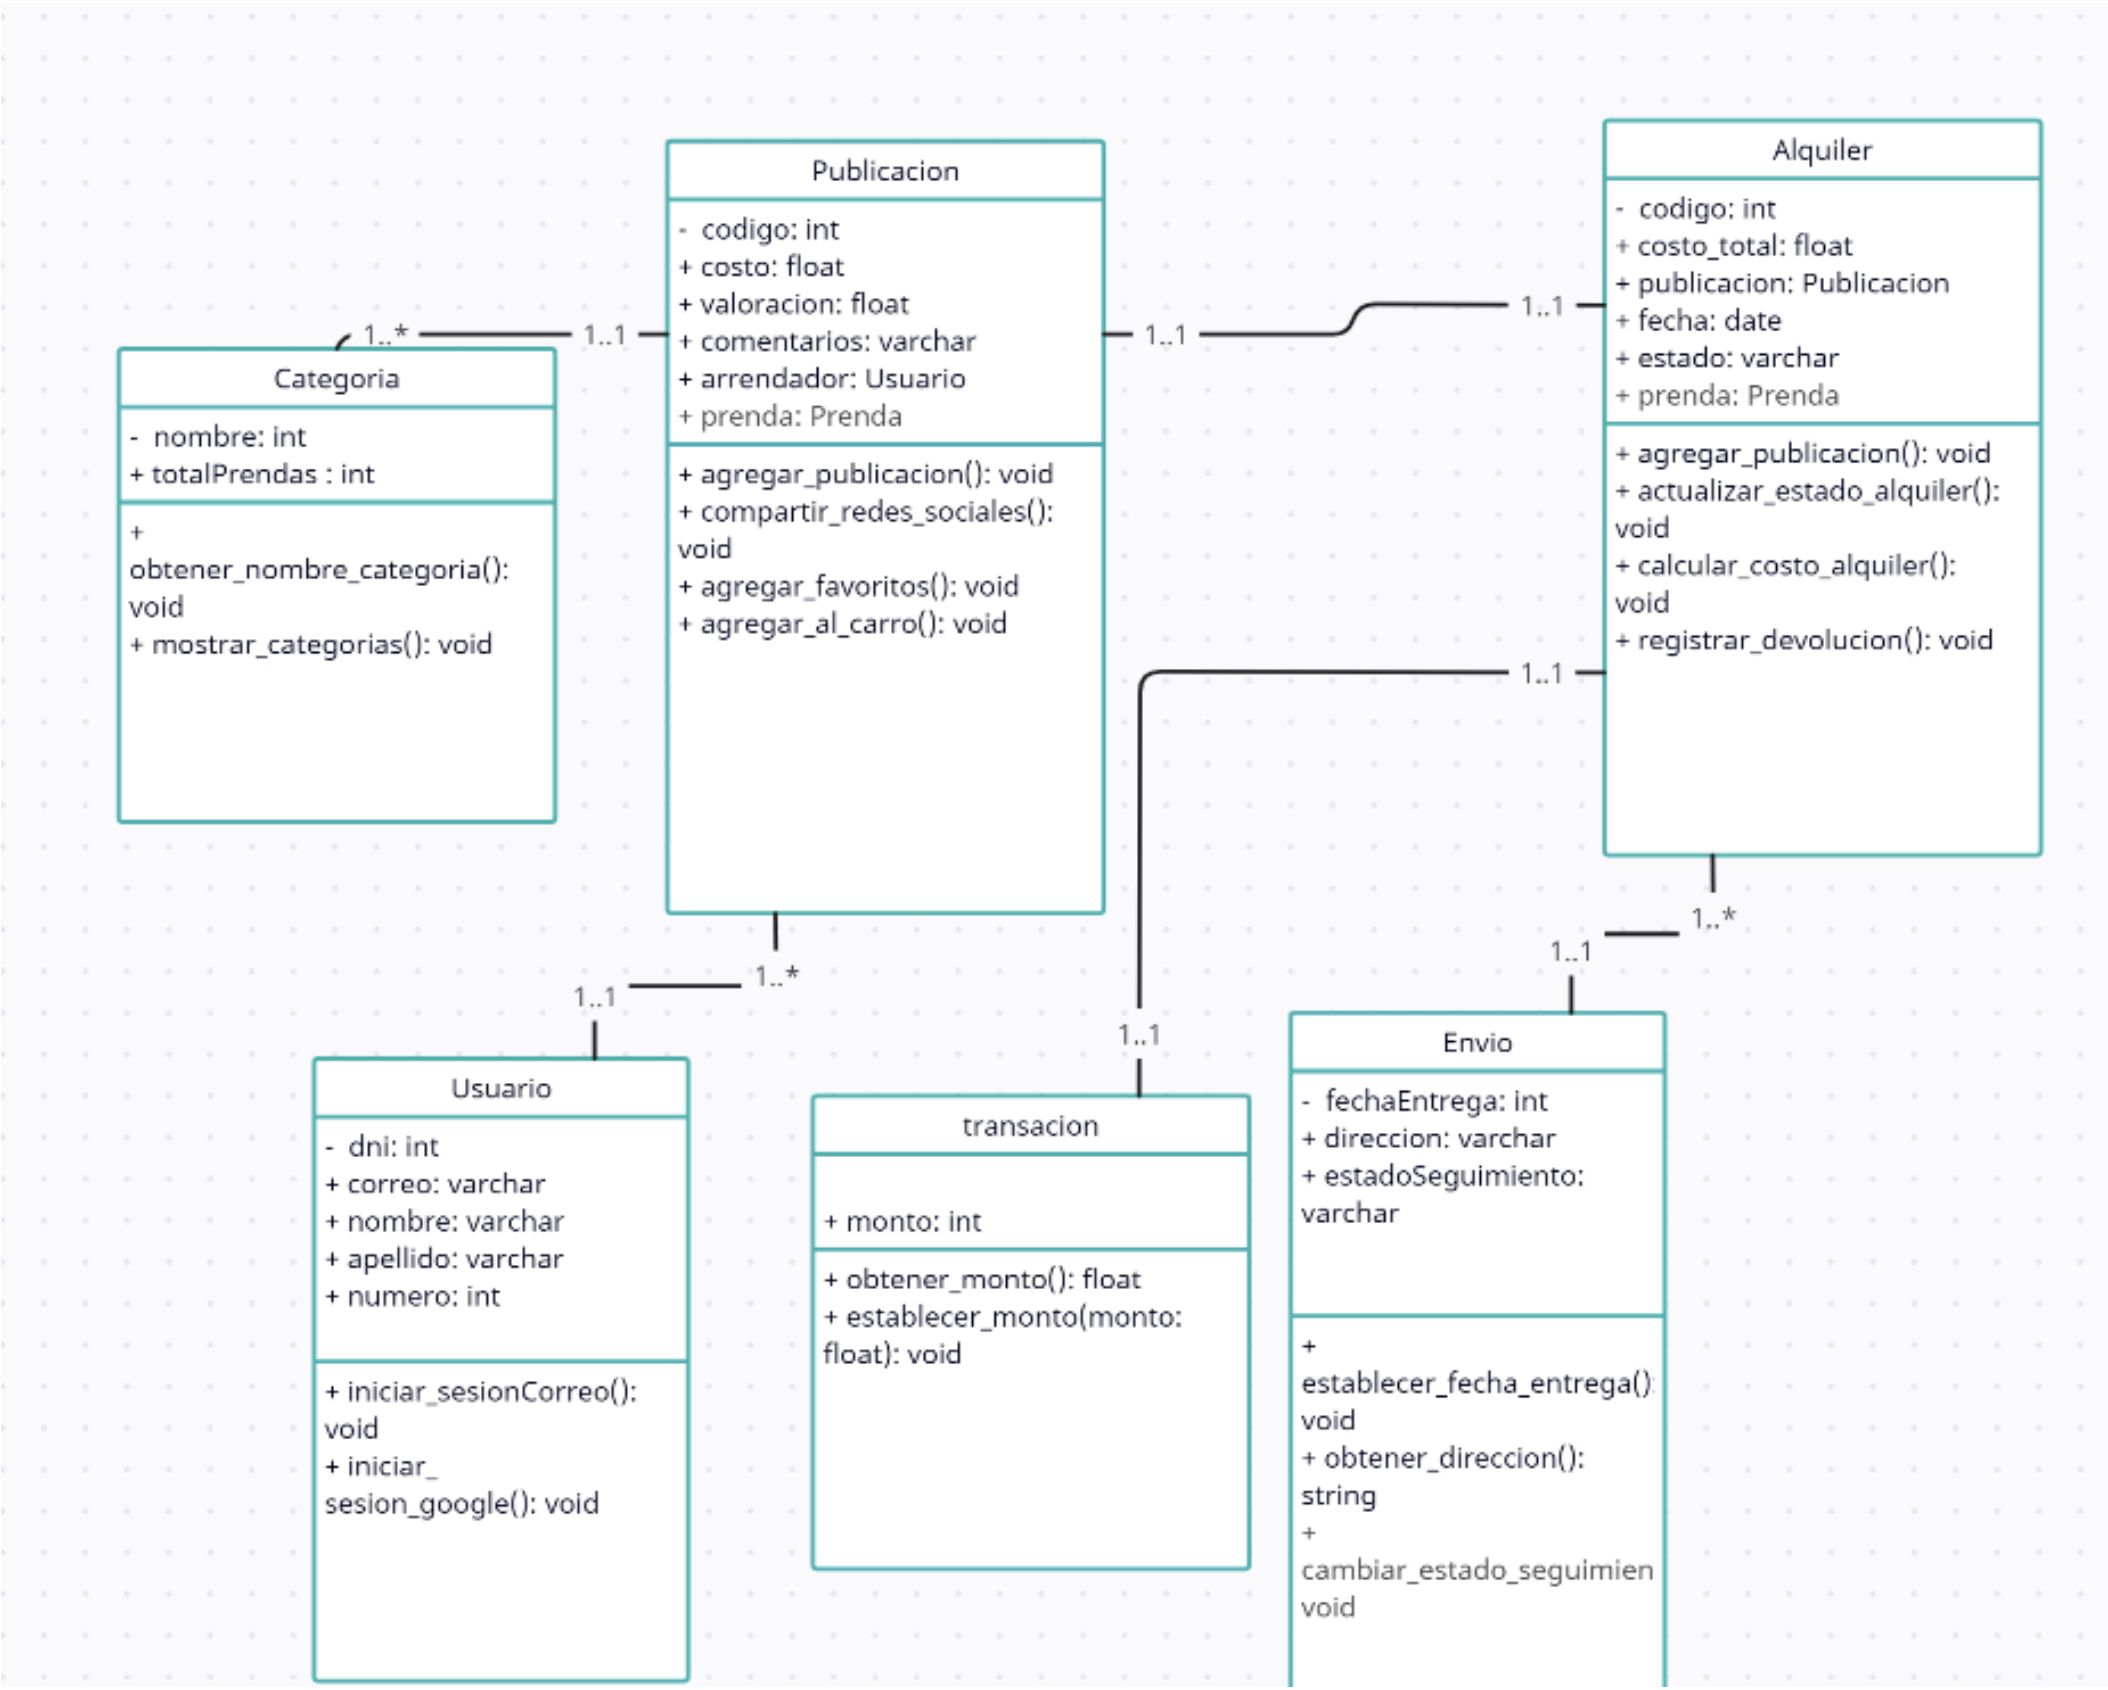 Publicacion
- codigo: int
+ costo: float
+ valoracion: float
+ comentarios: varchar
+ arrendador: Usuario
+ prenda: Prenda
+ agregar_publicacion(): void
+ compartir_redes_sociales():
void
+ agregar_favoritos(): void
+ agregar_al_carro(): void
Alquiler
- codigo: int
+ costo_total: float
+ publicacion: Publicacion
+ fecha: date
+ estado: varchar
+ prenda: Prenda
+ agregar_publicacion(): void
+ actualizar_estado_alquiler():
void
+ calcular_costo_alquiler():
void
+ registrar_devolucion(): void
1..*
1..1
1..1
1..1
Categoria
- nombre: int
+ totalPrendas : int
+
obtener_nombre_categoria():
void
+ mostrar_categorias(): void
1..1
1..*
1..1
1..*
1..1
1..1
Usuario
- dni: int
+ correo: varchar
+ nombre: varchar
+ apellido: varchar
+ numero: int
+ iniciar_sesionCorreo():
void
+ iniciar_
sesion_google(): void
transacion
+ monto: int
+ obtener_monto(): float
+ establecer_monto(monto:
float): void
Envio
- fechaEntrega: int
+ direccion: varchar
+ estadoSeguimiento:
varchar
+
establecer_fecha_entrega():
void
+ obtener_direccion():
string
+
cambiar_estado_seguimien
void